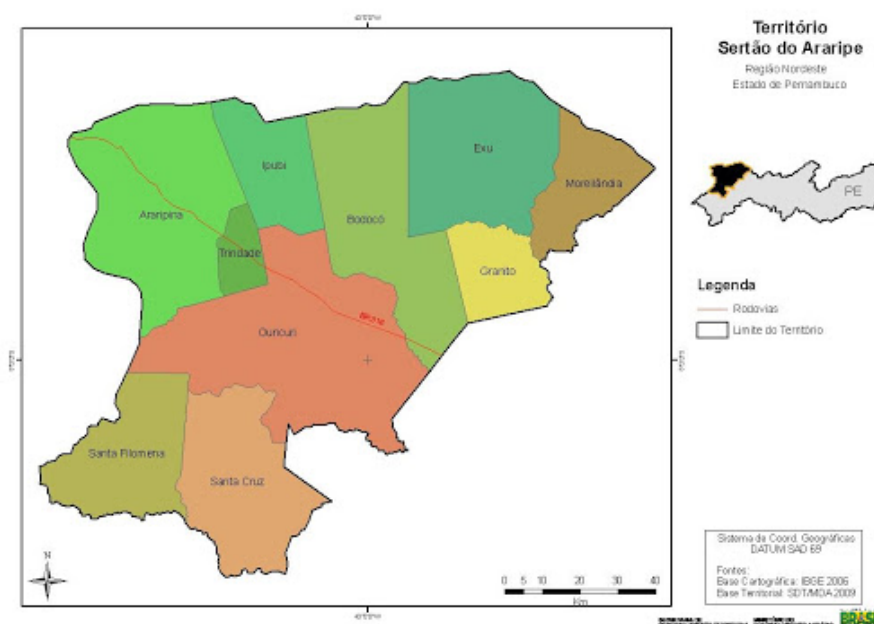 Território
Sertão do Araripe
Região Nordeste
Estado de Pernambuco
Exu
Ipubi
Moreilândia
PE
Araripina
Bodocó
Trindade
Granito
Legenda
Rodovias
Limite do Território
Ouricuri
Santa Filomena
Santa Cruz
N
0 5 10 20 30 40
Km
Sistema de Coord. Geográficas
DATUM SAD 69
Fontes:
Base Cartográfica: IBGE 2006
Base Territorial: SDT/MDA 2009